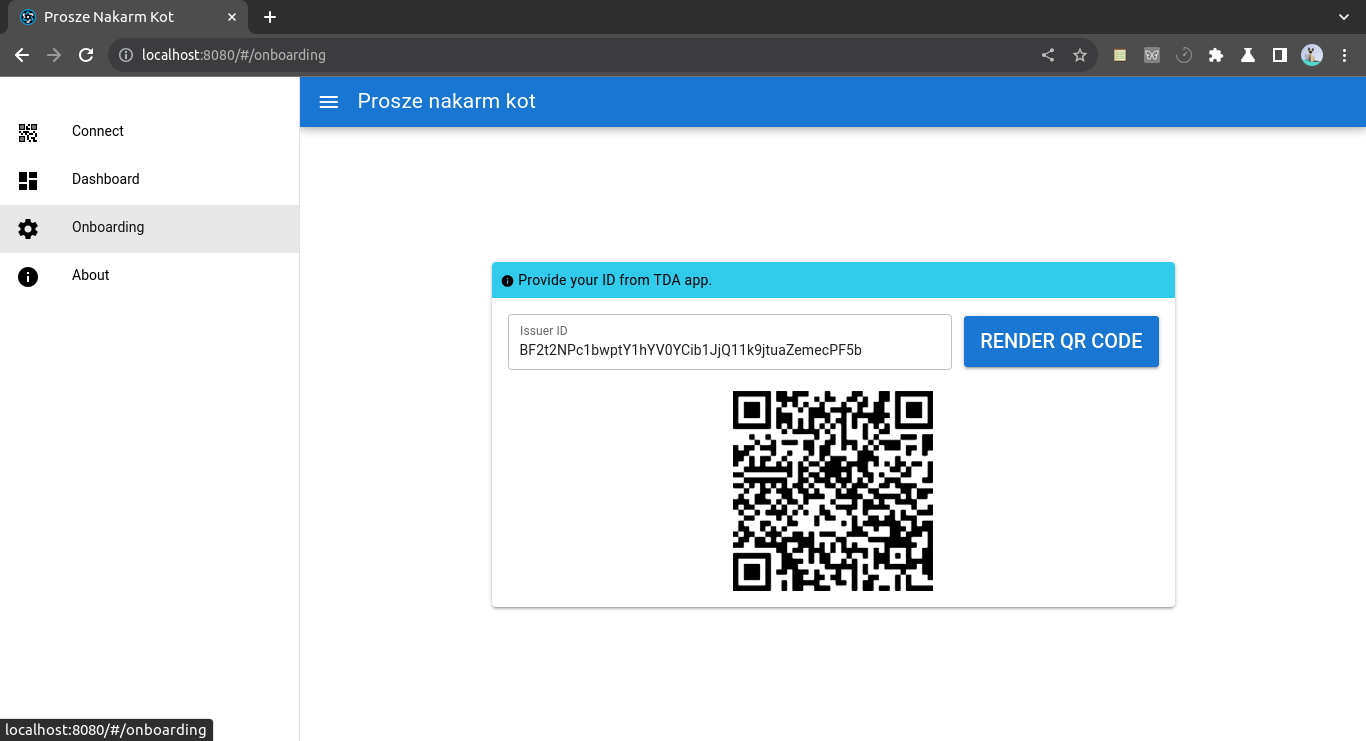 Prosze Nakarm Kot
localhost:8080/#/onboarding
Prosze nakarm kot
Connect
Dashboard
Onboarding
About
Provide your ID from TDA app.
Issuer ID
BF2t2NPc1bwptY1hYV0YCib1JjQ11k9jtuaZemecPF5b
RENDER QR CODE
localhost:8080/#/onboarding